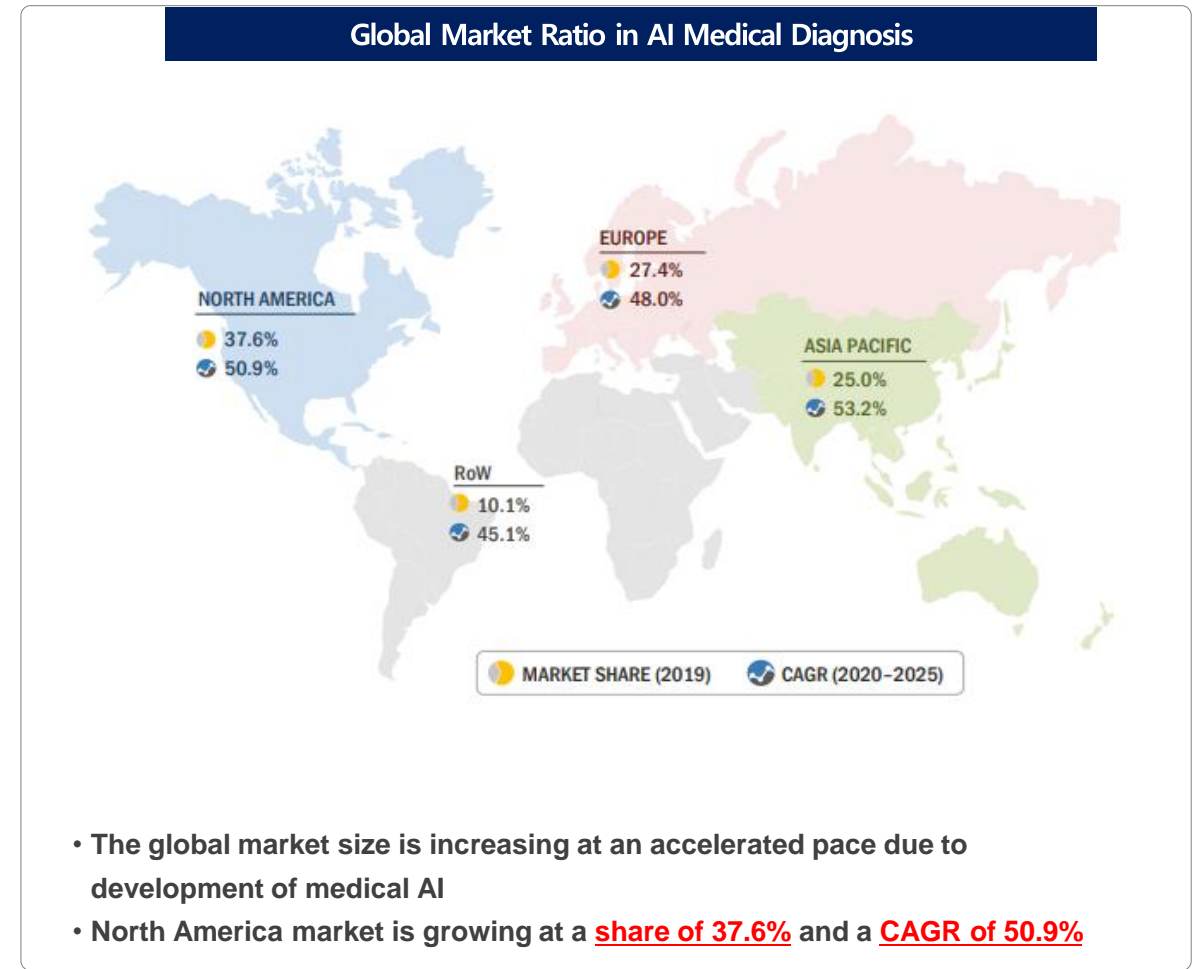 Global Market Ratio in AI Medical Diagnosis
EUROPE
27.4%
48.0%
NORTH AMERICA
37.6%
50.9%
ASIA PACIFIC
25.0%
53.2%
RoW
10.1%
45.1%
MARKET SHARE (2019) CAGR (2020–2025)
• The global market size is increasing at an accelerated pace due to
development of medical AI
• North America market is growing at a share of 37.6% and a CAGR of 50.9%